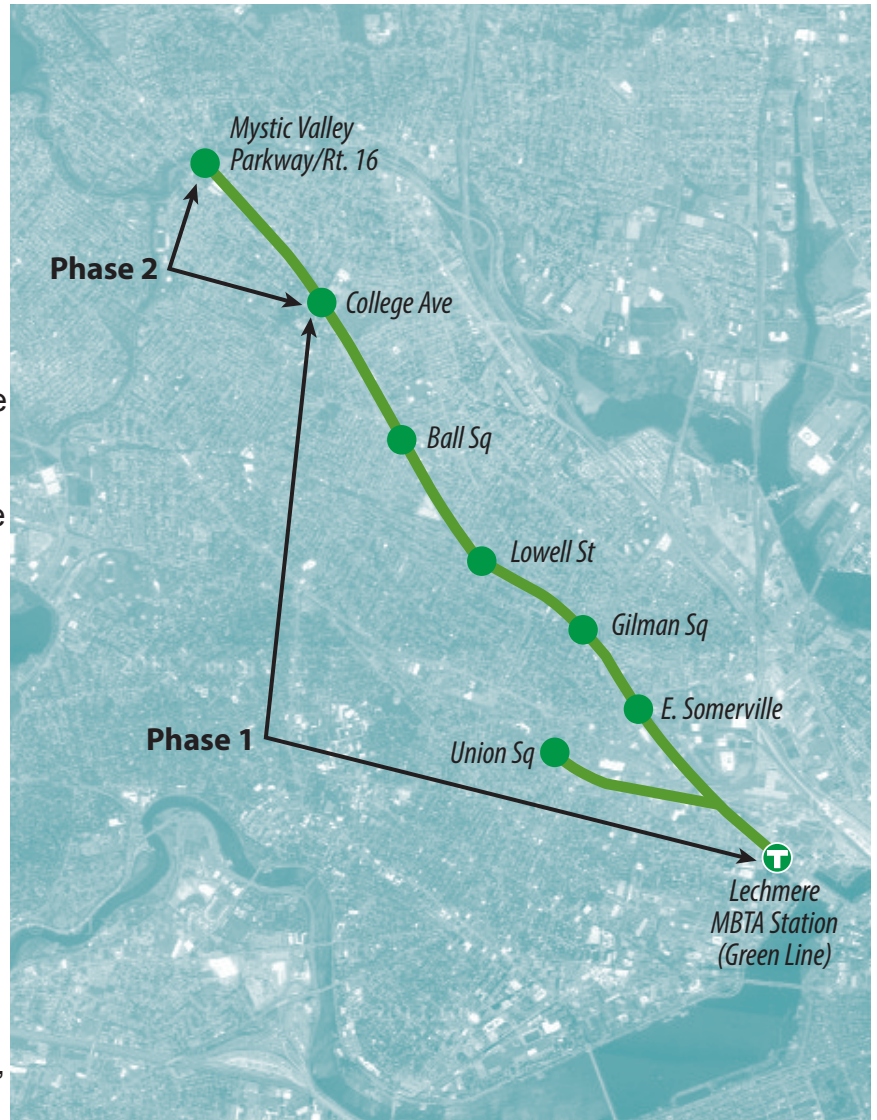 Mystic Valley
Parkway/Rt. 16
Phase 2
College Ave
e
Ball Sq
e
Lowell St
Gilman Sq
E. Somerville
Phase 1
Union Sq
T
Lechmere
MBTA Station
(Green Line)
,